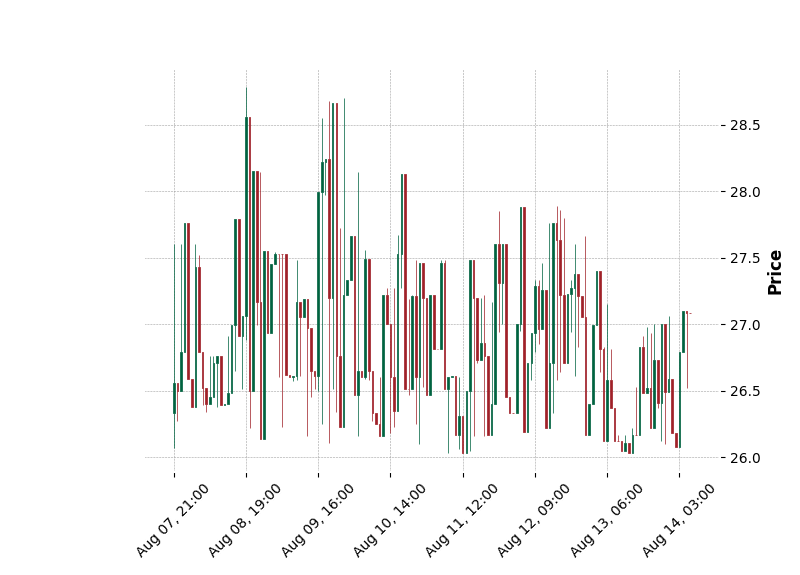 28.5
28.0
27.5
27.0
26.5
26.0
Price
Aug 07, 21:00
Aug 08, 19:00
Aug 09, 16:00
Aug 10, 14:00
Aug 11, 12:00
Aug 12, 09:00
Aug 13, 06:00
Aug 14, 03:00